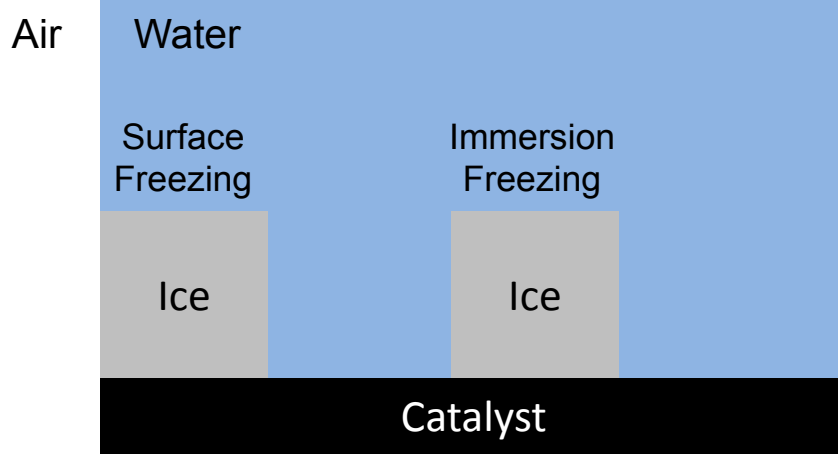 Air
Water
Surface
Freezing
Immersion
Freezing
Ice
Ice
Catalyst